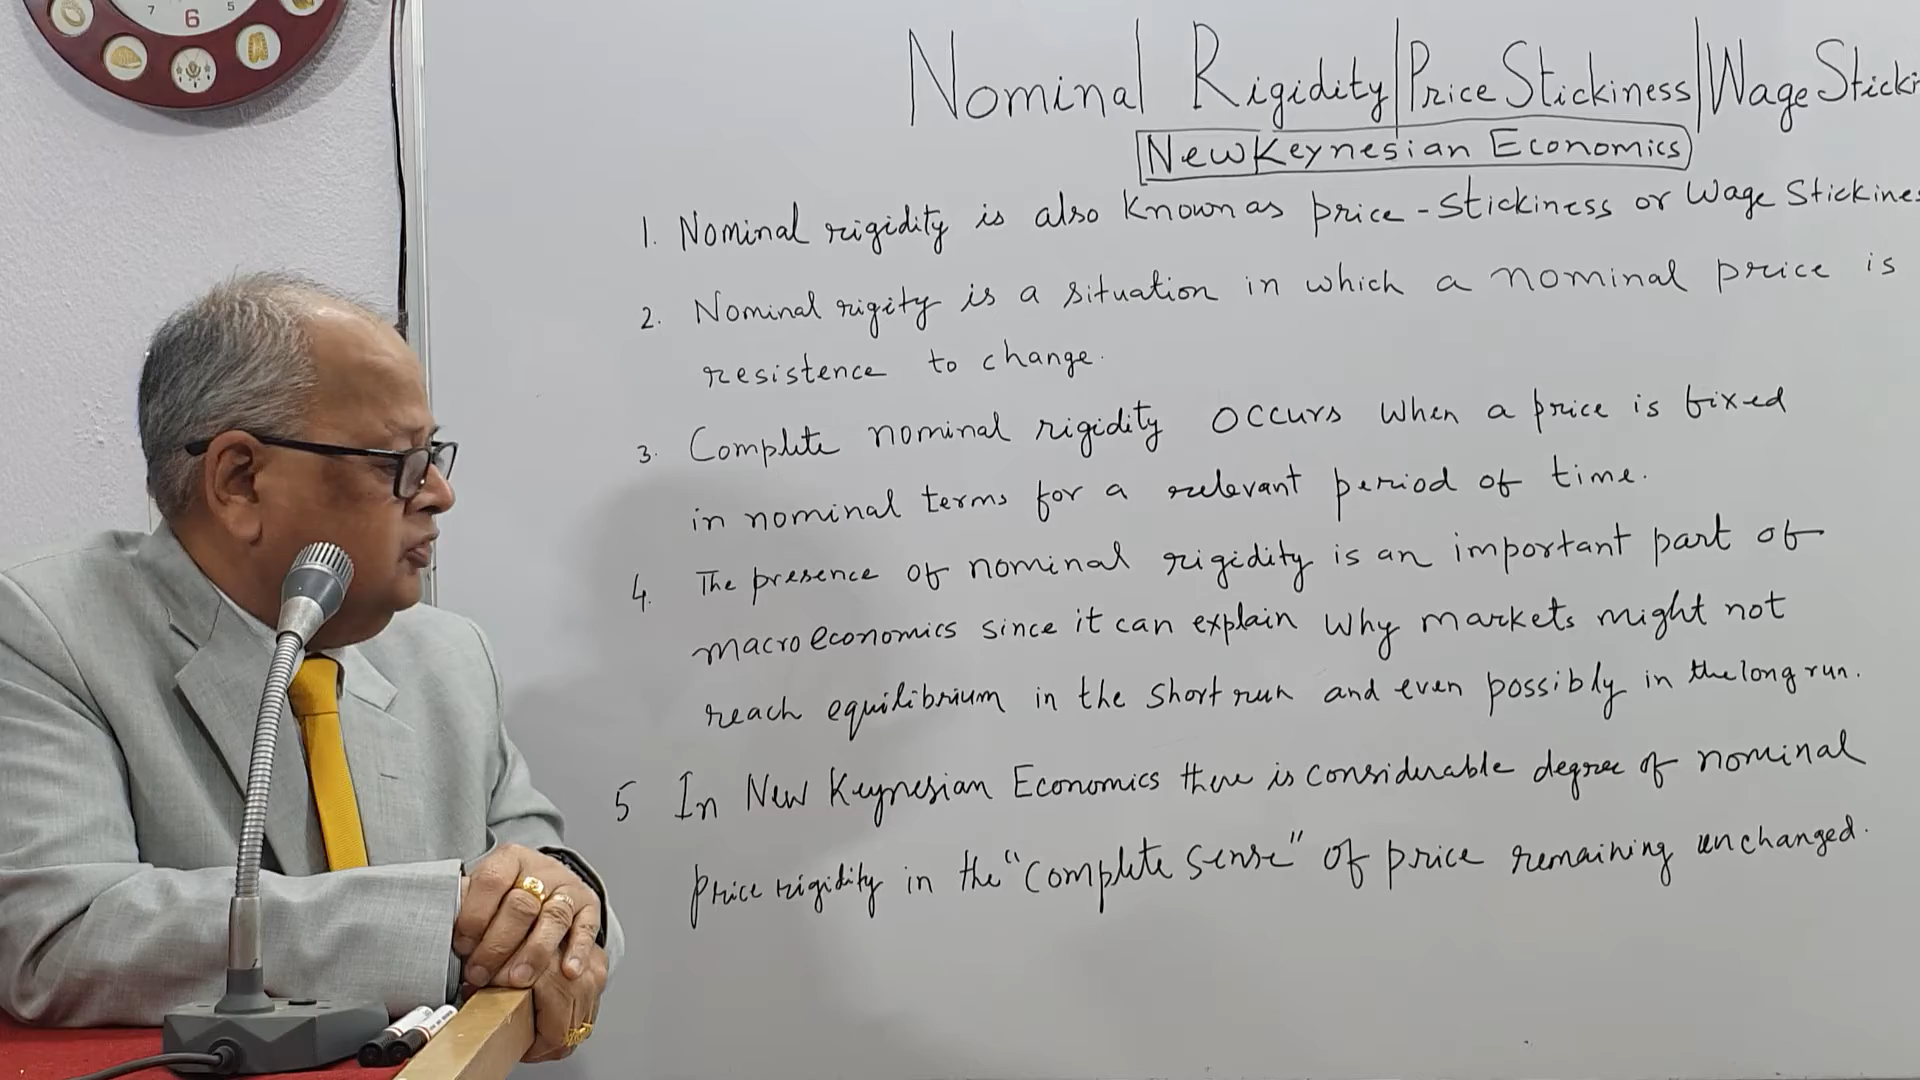 7 6 5
Nominal Rigidity|Price Stickiness|Wage Sticki
New Keynesian Economics
1. Nominal rigidity is also known as price-stickiness or Wage Stickines
2. Nominal rigity is a situation in which a nominal price is
resistence to change.
3. Complete nominal rigidity occurs when a price is fixed
in nominal terms for a relevant period of time.
4. The presence of nominal rigidity is an important part of
macroeconomics since it can explain why markets might not
reach equilibrium in the short run and even possibly in the long run.
5 In New Keynesian Economics there is considerable degree of nominal
price rigidity in the "complete sense" of price remaining unchanged.